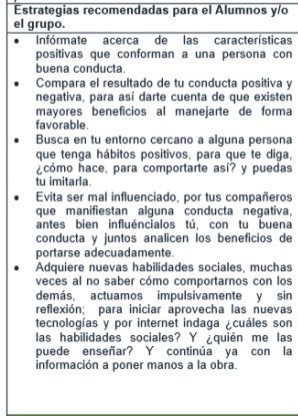 Estrategias recomendadas para el Alumnos y/o
el grupo.
• Infórmate acerca de las características
positivas que conforman a una persona con
buena conducta.
• Compara el resultado de tu conducta positiva y
negativa, para así darte cuenta de que existen
mayores beneficios al manejarte de forma
favorable.
• Busca en tu entorno cercano a alguna persona
que tenga hábitos positivos, para que te diga,
¿cómo hace, para comportarte así? y puedas
tu imitarla.
• Evita ser mal influenciado, por tus compañeros
que manifiestan alguna conducta negativa,
antes bien influéncialos tú, con tu buena
conducta y juntos analicen los beneficios de
portarse adecuadamente.
• Adquiere nuevas habilidades sociales, muchas
veces al no saber cómo comportarnos con los
demás, actuamos impulsivamente y sin
reflexión; para iniciar aprovecha las nuevas
tecnologías y por internet indaga ¿cuáles son
las habilidades sociales? Y ¿quién me las
puede enseñar? Y continúa ya con la
información a poner manos a la obra.